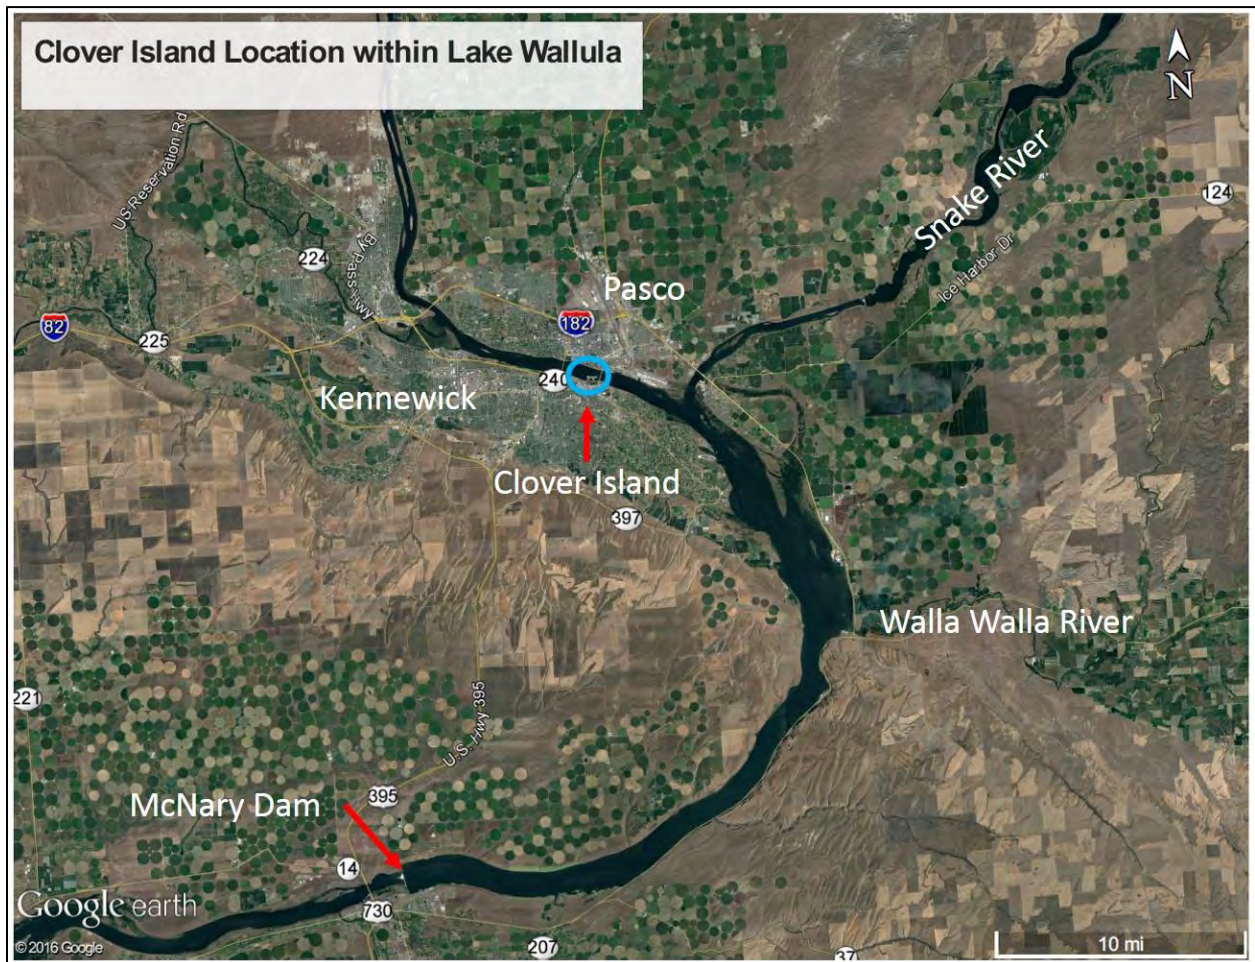 Clover Island Location within Lake Wallula
N
US Reservation Rd
Snake River
124
224
By Pass Hwy
Ice Harbor Dr
Pasco
82
182
225
240
Kennewick
Clover Island
397
Walla Walla River
221
U.S. Hwy 395
McNary Dam
395
14
Google earth
730
© 2016 Google
207
37
10 mi